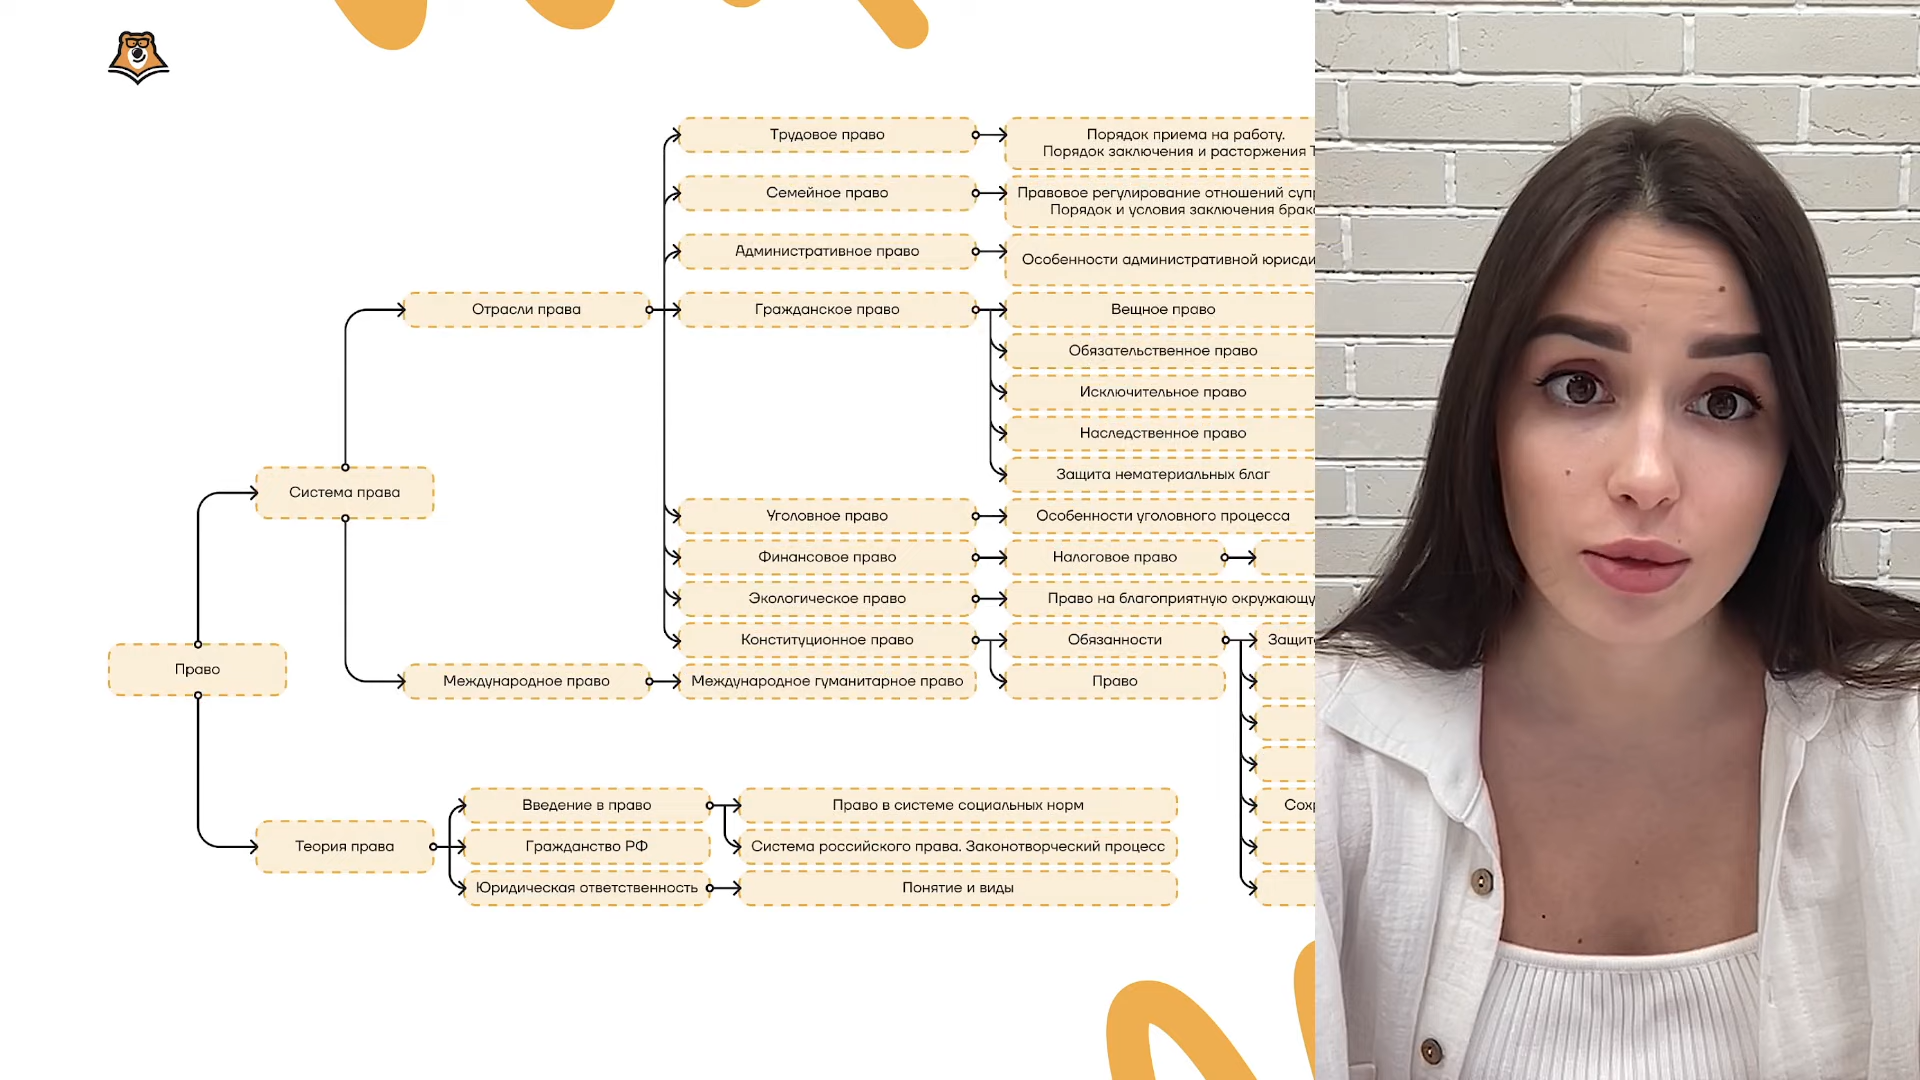 Трудовое право
Порядок приема на работу.
Порядок заключения и расторжения
Семейное право
Правовое регулирование отношений
Порядок и условия заключения
Административное право
Особенности административной
Отрасли права
Гражданское право
Вещное право
Обязательственное право
Исключительное право
Наследственное право
Защита нематериальных благ
Система права
Уголовное право
Особенности уголовного процесса
Финансовое право
Налоговое право
Экологическое право
Право на благоприятную
Конституционное право
Обязанности
Право
Международное право
Международное гуманитарное право
Право
Введение в право
Право в системе социальных норм
Теория права
Гражданство РФ
Система российского права. Законотворческий процесс
Юридическая ответственность
Понятие и виды